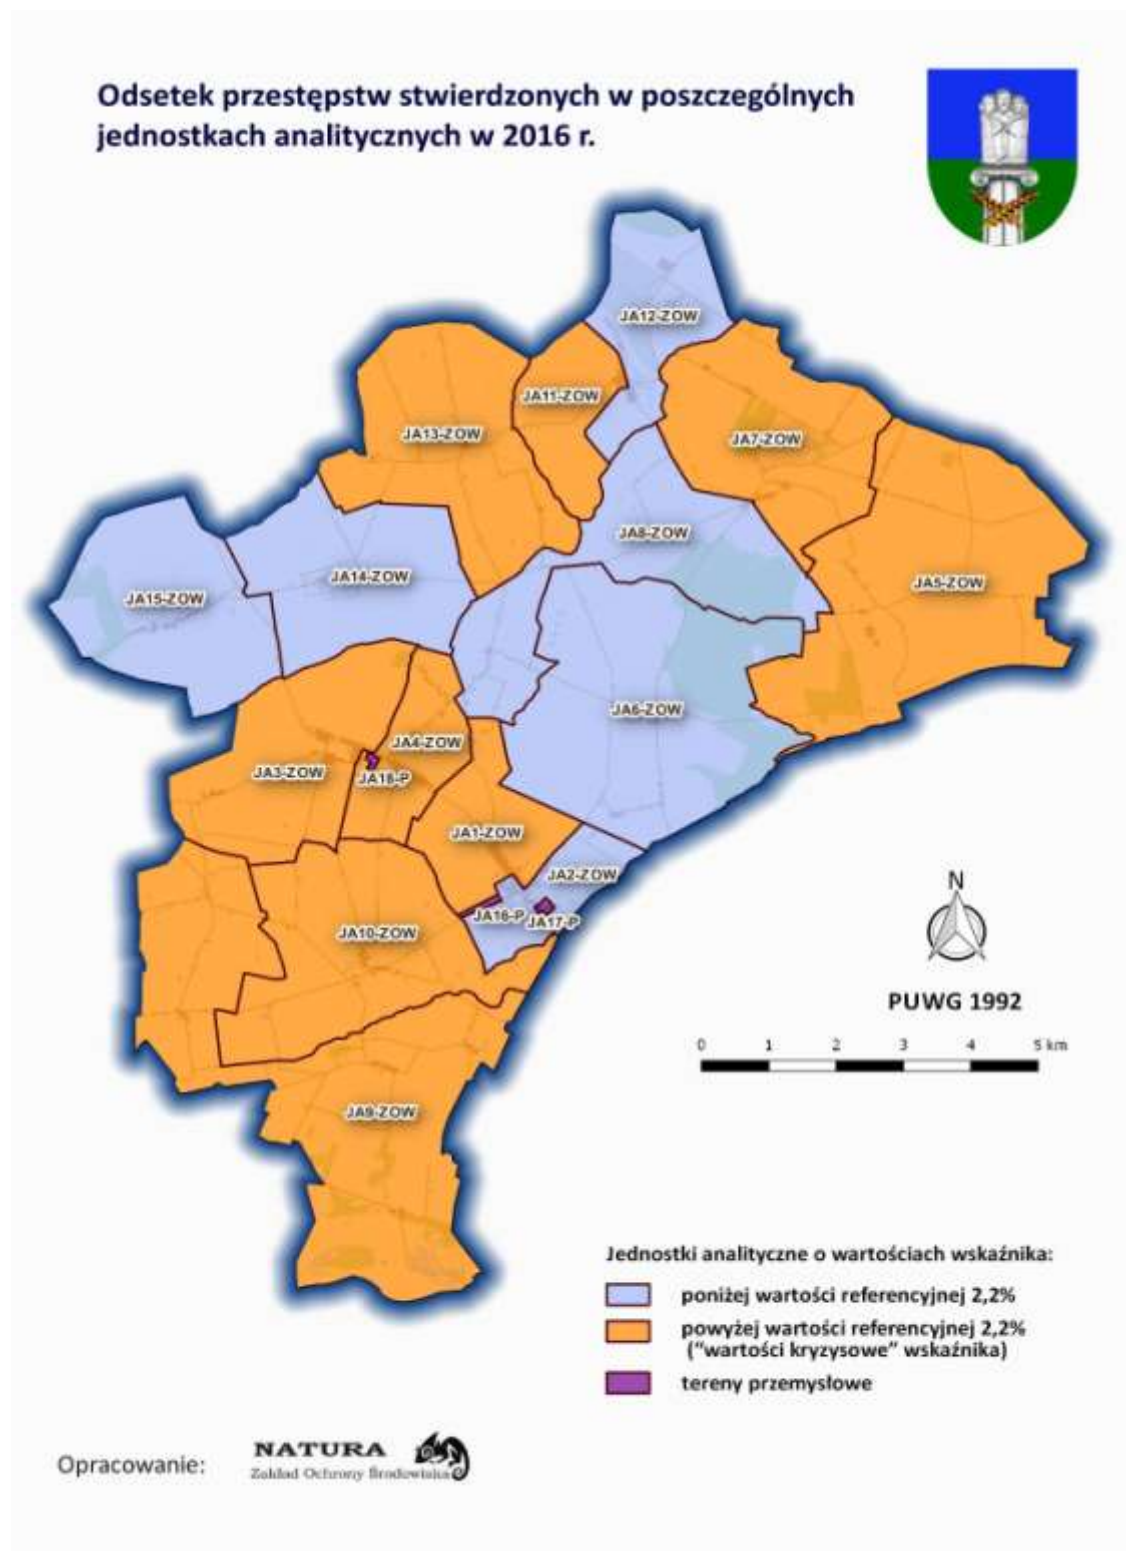 Odsetek przestępstw stwierdzonych w poszczególnych
jednostkach analitycznych w 2016 r.
JA12-ZOW
JA11-ZOW
JA13-ZOW
JA7-ZOW
JA8-ZOW
JA14-ZOW
JA5-ZOW
JA15-ZOW
JA6-ZOW
JA4-ZOW
JA3-ZOW
JA18-P
JA1-ZOW
JA2-ZOW
JA16-P
JA17-P
JA10-ZOW
JA9-ZOW
N
PUWG 1992
0 1 2 3 4 5 km
Jednostki analityczne o wartościach wskaźnika:
poniżej wartości referencyjnej 2,2%
powyżej wartości referencyjnej 2,2%
("wartości kryzysowe" wskaźnika)
tereny przemysłowe
Opracowanie:
NATURA
Zakład Ochrony Środowiska